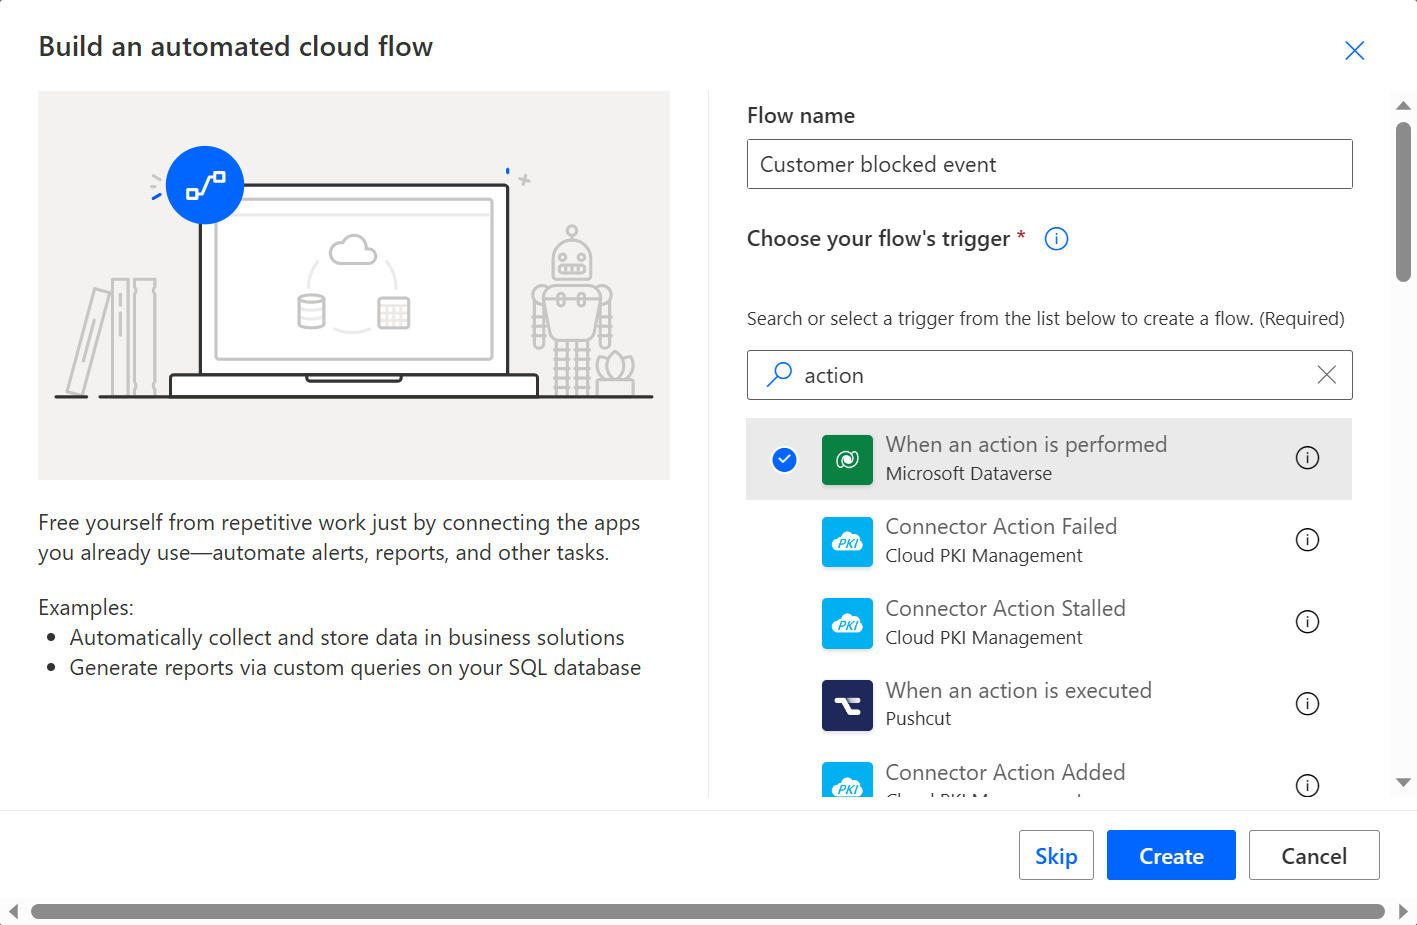 Build an automated cloud flow
Free yourself from repetitive work just by connecting the apps
you already use—automate alerts, reports, and other tasks.
Examples:
• Automatically collect and store data in business solutions
• Generate reports via custom queries on your SQL database
Flow name
Customer blocked event
Choose your flow's trigger *
Search or select a trigger from the list below to create a flow. (Required)
action
When an action is performed
Microsoft Dataverse
PKI
Connector Action Failed
Cloud PKI Management
PKI
Connector Action Stalled
Cloud PKI Management
When an action is executed
Pushcut
PKI
Connector Action Added
Skip
Create
Cancel